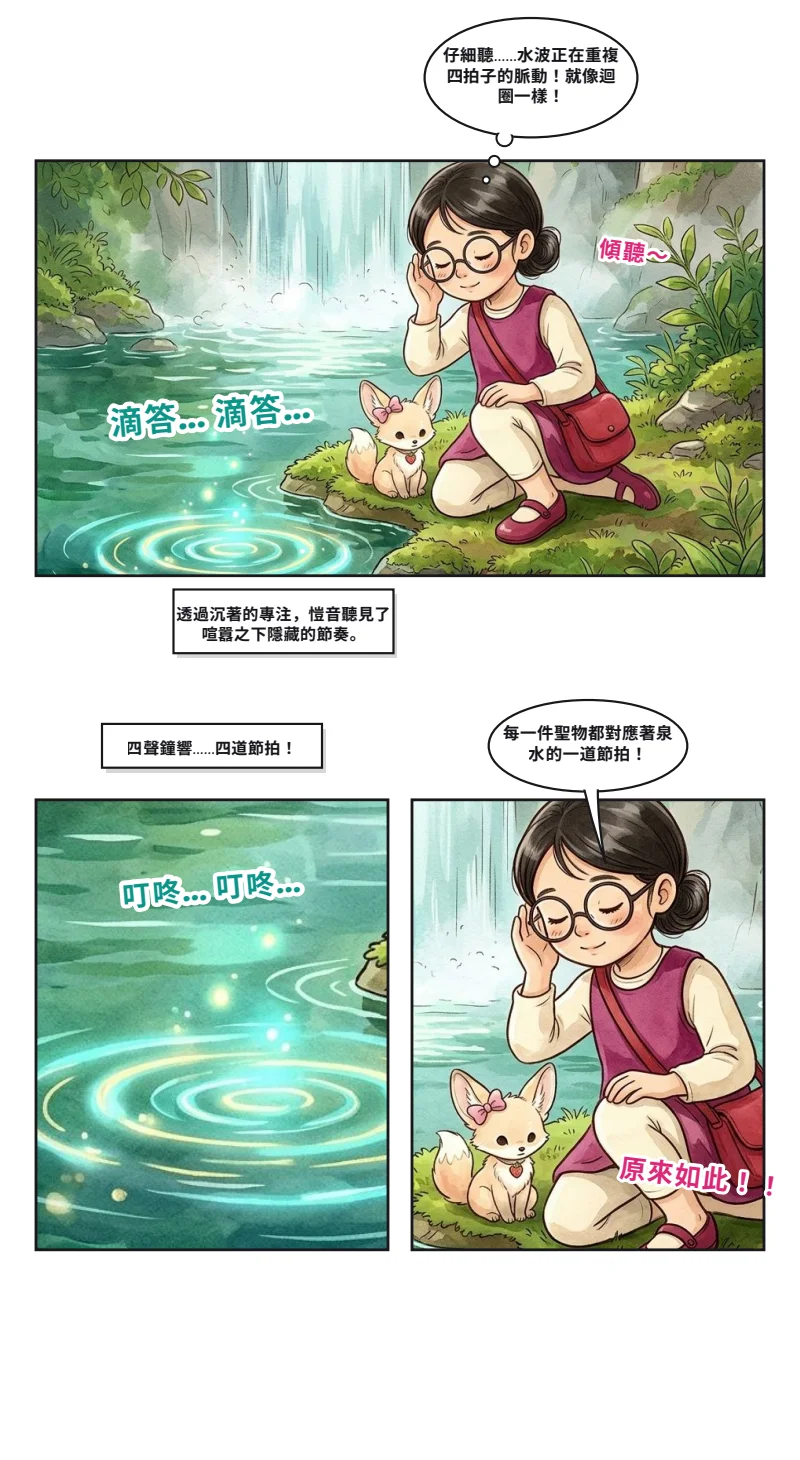 仔細聽......水波正在重複
四拍子的脈動！就像迴
圈一樣！
傾聽～
滴答... 滴答...
透過沉著的專注，愷音聽見了
喧囂之下隱藏的節奏。
四聲鐘響......四道節拍！
每一件聖物都對應著泉
水的一道節拍！
叮咚... 叮咚...
原來如此！！